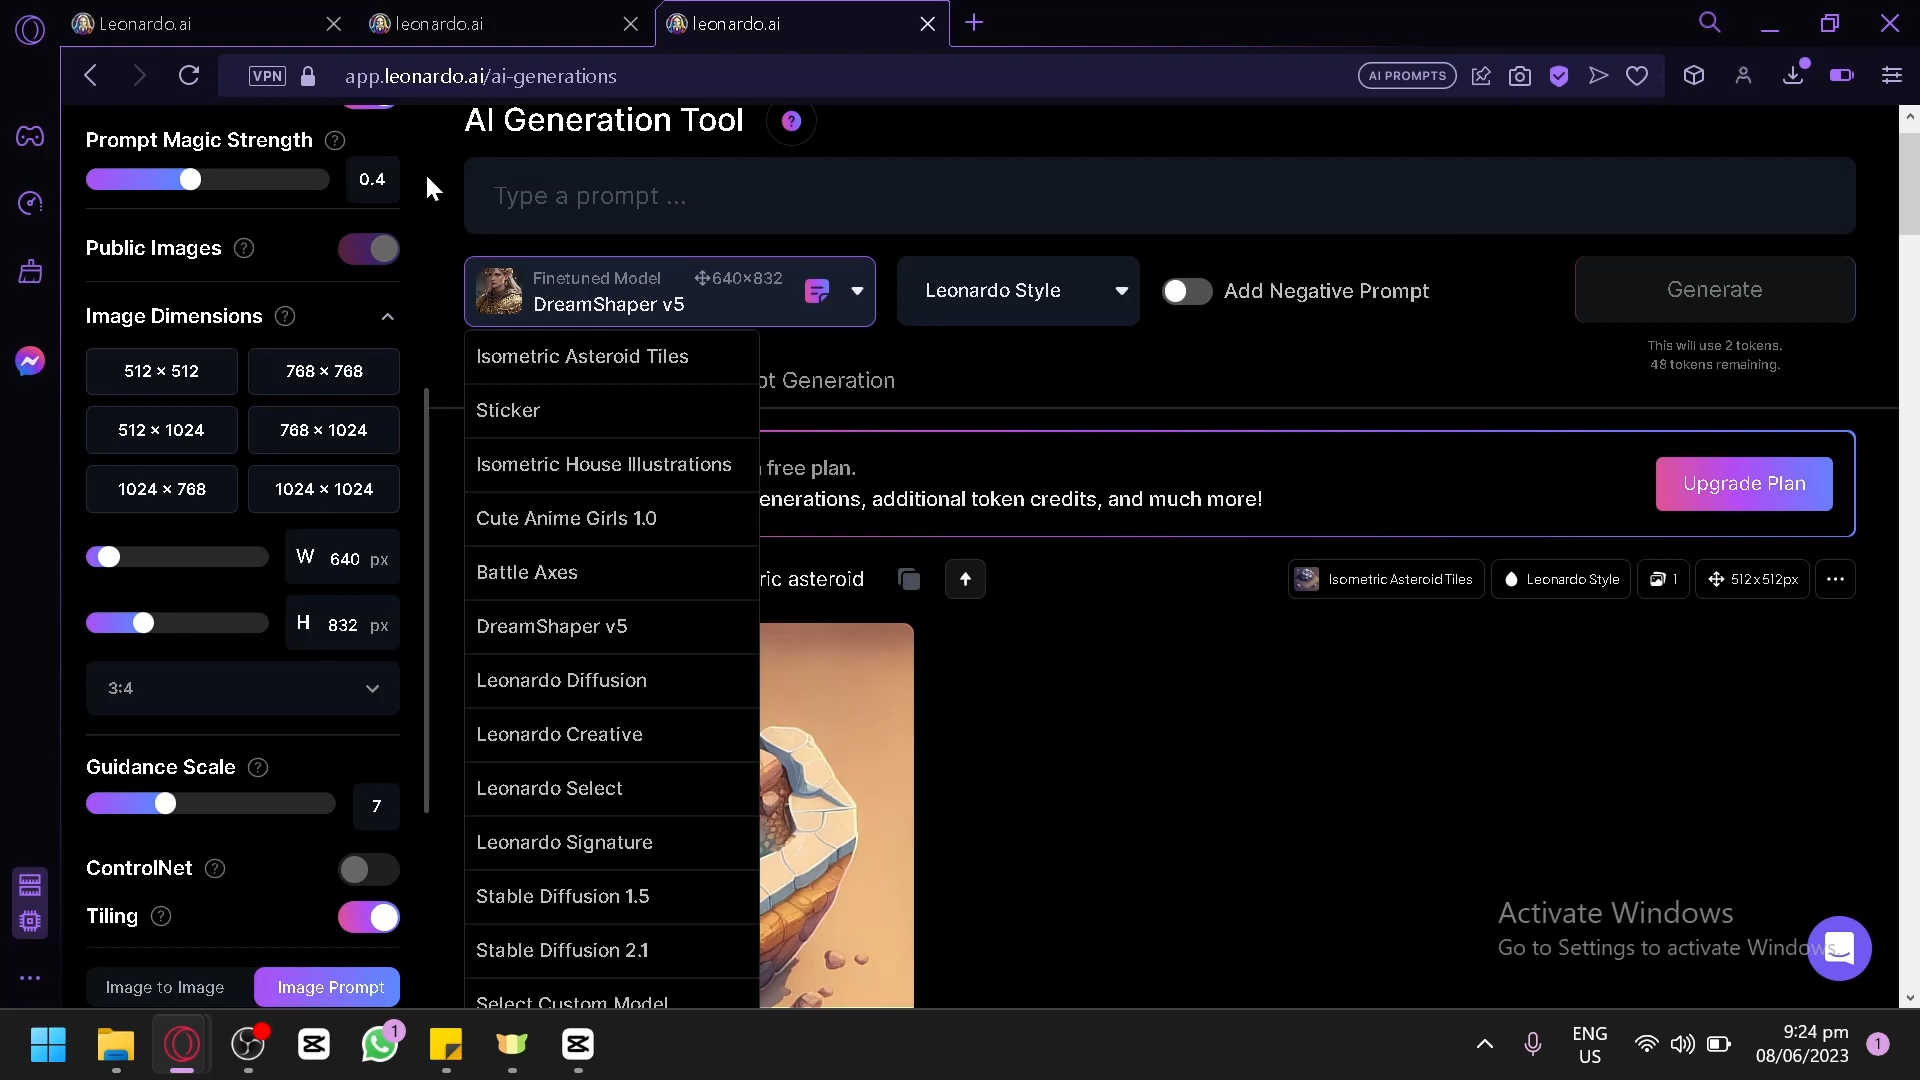 Leonardo.ai
leonardo.ai
leonardo.ai
VPN
app.leonardo.ai/ai-generations
AI PROMPTS
Prompt Magic Strength
0.4
Public Images
Image Dimensions
512 × 512
768 × 768
512 × 1024
768 × 1024
1024 × 768
1024 × 1024
W 640 px
H 832 px
3:4
Guidance Scale
7
ControlNet
Tiling
Image to Image
Image Prompt
AI Generation Tool
Type a prompt ...
Finetuned Model
640×832
DreamShaper v5
Leonardo Style
Add Negative Prompt
Generate
This will use 2 tokens.
48 tokens remaining.
Isometric Asteroid Tiles
Sticker
Isometric House Illustrations
Cute Anime Girls 1.0
Battle Axes
DreamShaper v5
Leonardo Diffusion
Leonardo Creative
Leonardo Select
Leonardo Signature
Stable Diffusion 1.5
Stable Diffusion 2.1
Select Custom Model
pt Generation
free plan.
enerations, additional token credits, and much more!
Upgrade Plan
ric asteroid
Isometric Asteroid Tiles
Leonardo Style
1
512x512px
Activate Windows
Go to Settings to activate Windows.
1
ENG
US
9:24 pm
08/06/2023
1